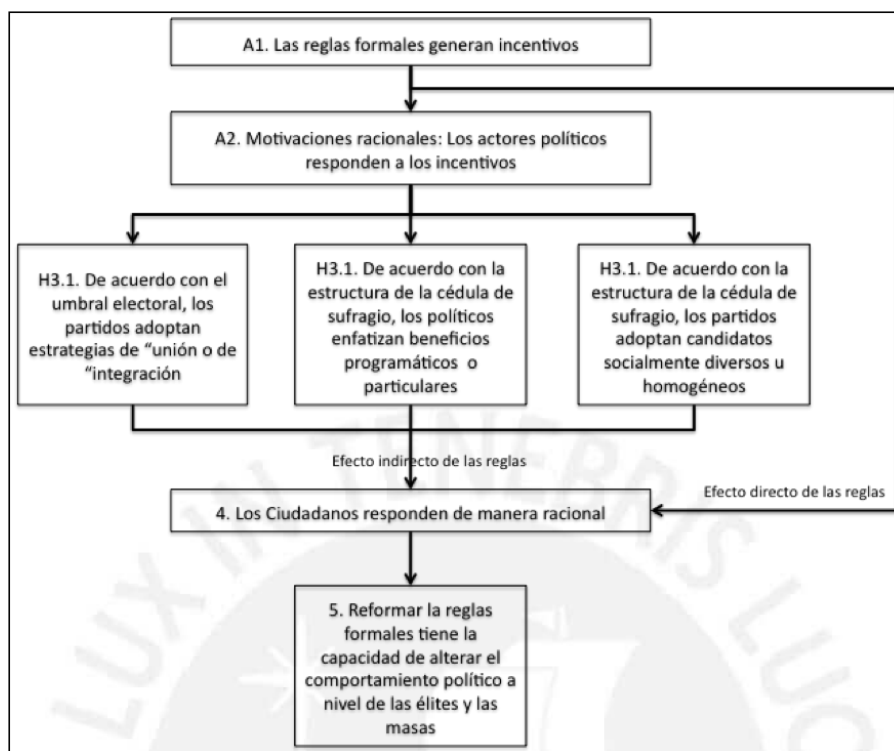 A1. Las reglas formales generan incentivos
A2. Motivaciones racionales: Los actores políticos
responden a los incentivos
H3.1. De acuerdo con el
umbral electoral, los
partidos adoptan
estrategias de “unión o de
“integración
H3.1. De acuerdo con la
estructura de la cédula de
sufragio, los políticos
enfatizan beneficios
programáticos o
particulares
H3.1. De acuerdo con la
estructura de la cédula de
sufragio, los partidos
adoptan candidatos
socialmente diversos u
homogéneos
Efecto indirecto de las reglas
Efecto directo de las reglas
4. Los Ciudadanos responden de manera racional
5. Reformar la reglas
formales tiene la
capacidad de alterar el
comportamiento político a
nivel de las élites y las
masas
LUX IN TENEBRIS LUC